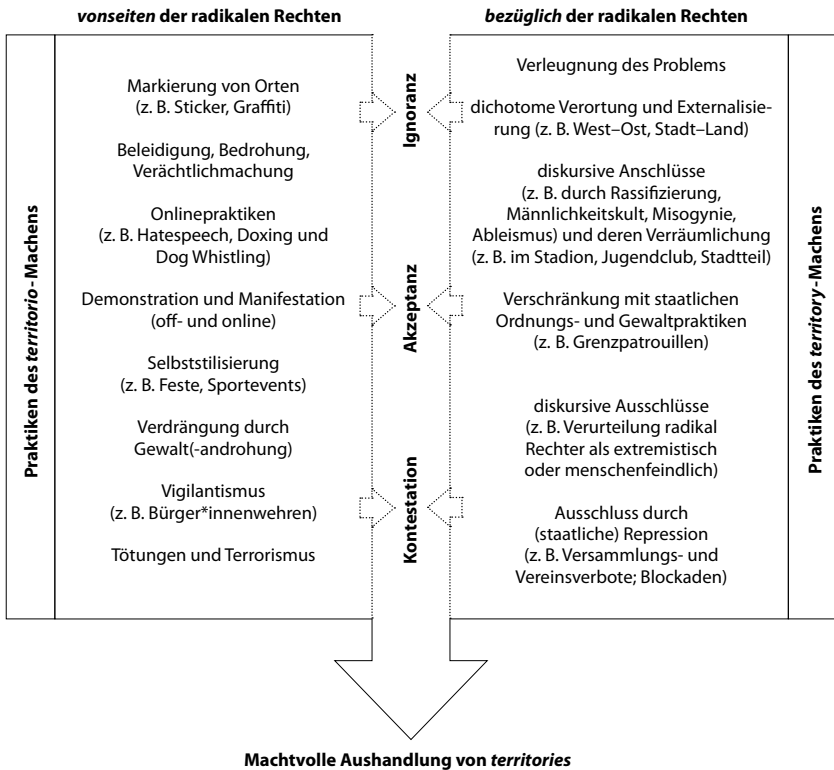 vonseiten der radikalen Rechten
Praktiken des territorio-Machens
Markierung von Orten
(z. B. Sticker, Graffiti)
Beleidigung, Bedrohung,
Verächtlichmachung
Onlinepraktiken
(z. B. Hatespeech, Doxing und
Dog Whistling)
Demonstration und Manifestation
(off- und online)
Selbststilisierung
(z. B. Feste, Sportevents)
Verdrängung durch
Gewalt(-androhung)
Vigilantismus
(z. B. Bürger*innenwehren)
Tötungen und Terrorismus
Ignoranz
Akzeptanz
Kontestation
bezüglich der radikalen Rechten
Verleugnung des Problems
dichotome Verortung und Externalisie-
rung (z. B. West–Ost, Stadt–Land)
diskursive Anschlüsse
(z. B. durch Rassifizierung,
Männlichkeitskult, Misogynie,
Ableismus) und deren Verräumlichung
(z. B. im Stadion, Jugendclub, Stadtteil)
Verschränkung mit staatlichen
Ordnungs- und Gewaltpraktiken
(z. B. Grenzpatrouillen)
diskursive Ausschlüsse
(z. B. Verurteilung radikal
Rechter als extremistisch
oder menschenfeindlich)
Ausschluss durch
(staatliche) Repression
(z. B. Versammlungs- und
Vereinsverbote; Blockaden)
Praktiken des territory-Machens
Machtvolle Aushandlung von territories